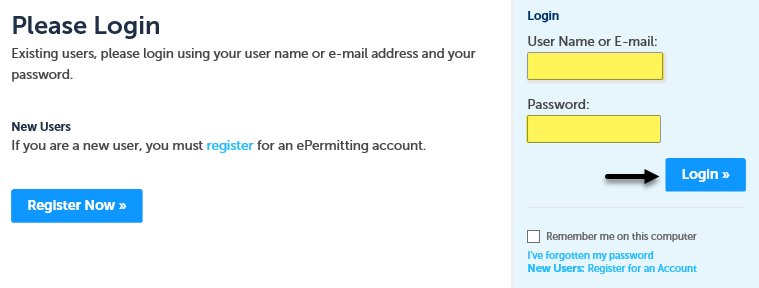 Please Login
Existing users, please login using your user name or e-mail address and your
password.
New Users
If you are a new user, you must register for an ePermitting account.
Register Now »
Login
User Name or E-mail:
Password:
Login »
Remember me on this computer
I've forgotten my password
New Users: Register for an Account